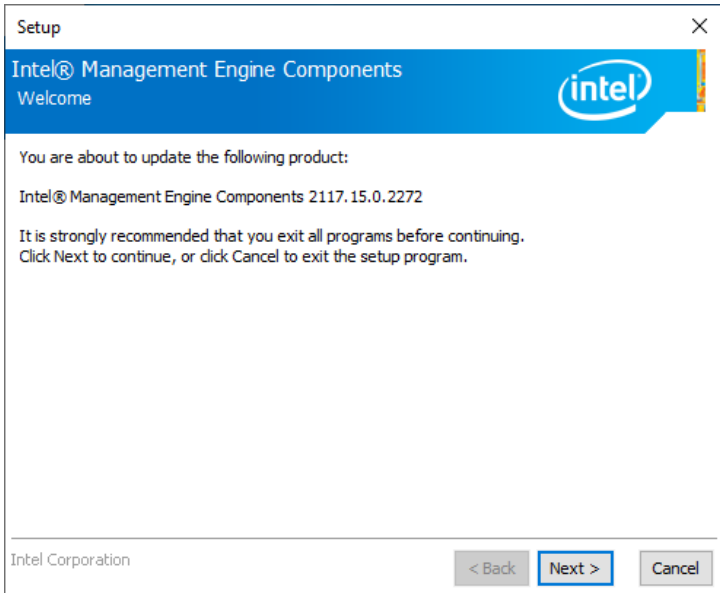 Setup
Intel® Management Engine Components
Welcome
intel
You are about to update the following product:
Intel® Management Engine Components 2117.15.0.2272
It is strongly recommended that you exit all programs before continuing.
Click Next to continue, or click Cancel to exit the setup program.
Intel Corporation
< Back Next > Cancel